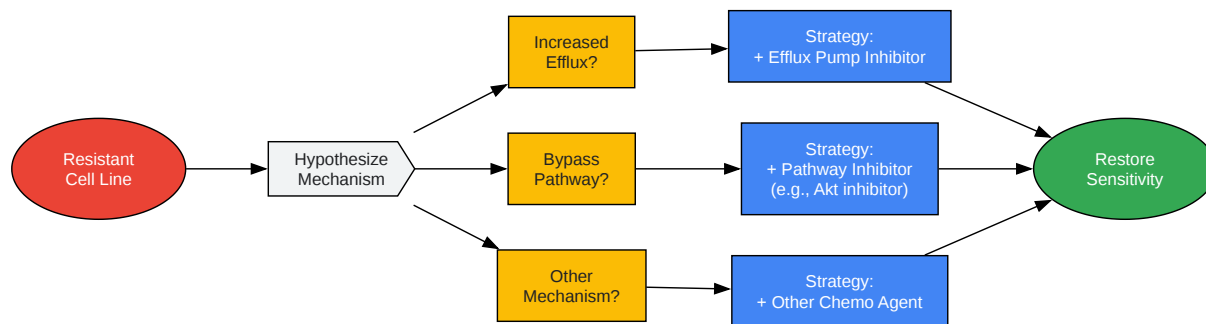 Resistant
Cell Line
Hypothesize
Mechanism
Increased
Efflux?
Strategy:
+ Efflux Pump Inhibitor
Bypass
Pathway?
Strategy:
+ Pathway Inhibitor
(e.g., Akt inhibitor)
Other
Mechanism?
Strategy:
+ Other Chemo Agent
Restore
Sensitivity